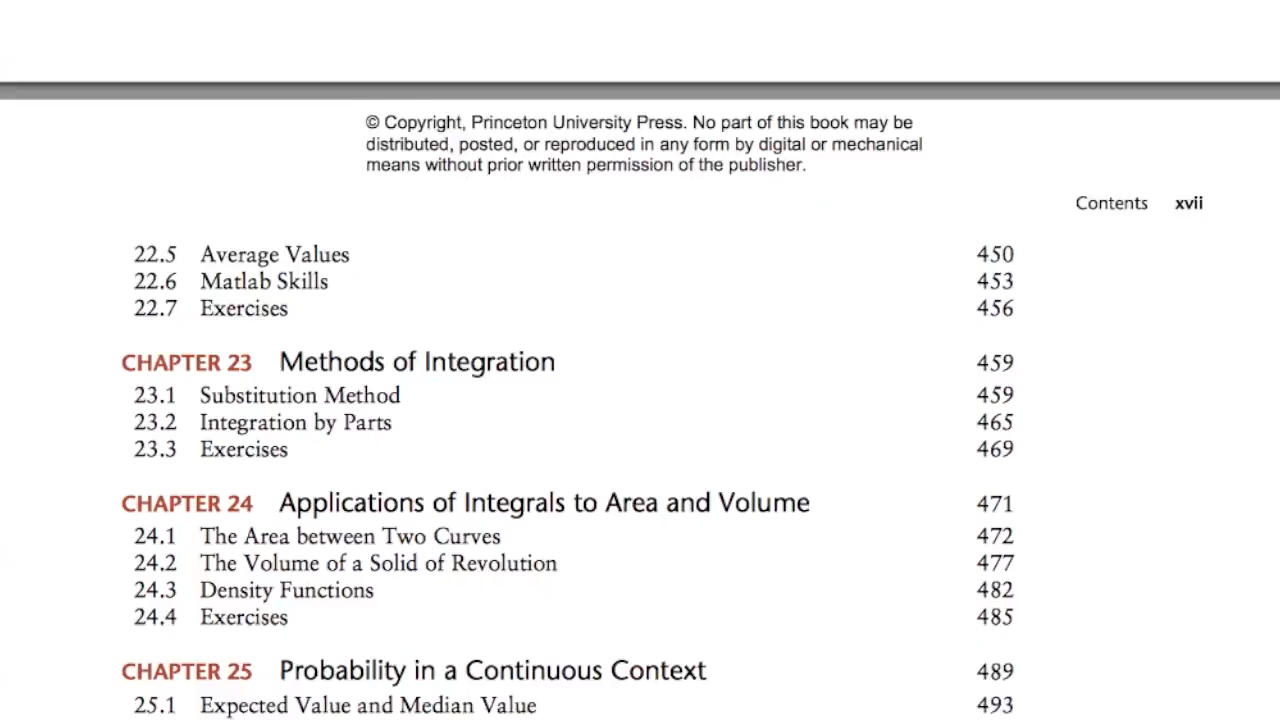 © Copyright, Princeton University Press. No part of this book may be
distributed, posted, or reproduced in any form by digital or mechanical
means without prior written permission of the publisher.
Contents xvii
22.5 Average Values 450
22.6 Matlab Skills 453
22.7 Exercises 456
CHAPTER 23 Methods of Integration 459
23.1 Substitution Method 459
23.2 Integration by Parts 465
23.3 Exercises 469
CHAPTER 24 Applications of Integrals to Area and Volume 471
24.1 The Area between Two Curves 472
24.2 The Volume of a Solid of Revolution 477
24.3 Density Functions 482
24.4 Exercises 485
CHAPTER 25 Probability in a Continuous Context 489
25.1 Expected Value and Median Value 493